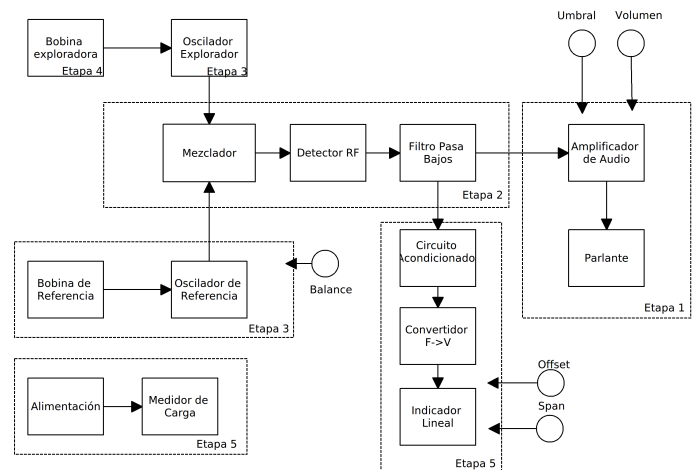 Umbral
Volumen
Bobina
exploradora
Etapa 4
Oscilador
Explorador
Etapa 3
Mezclador
Detector RF
Filtro Pasa
Bajos
Etapa 2
Amplificador
de Audio
Parlante
Etapa 1
Bobina de
Referencia
Oscilador de
Referencia
Etapa 3
Balance
Circuito
Acondicionado
Convertidor
F->V
Indicador
Lineal
Etapa 5
Offset
Span
Alimentación
Medidor de
Carga
Etapa 5